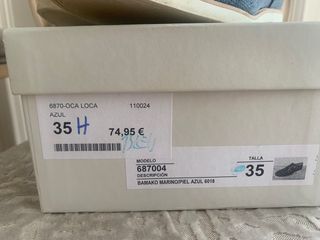 6870-OCA LOCA 110024
AZUL
35 H 74,95 €
MODELO
687004
DESCRIPCIÓN
BAMAKO MARINO/PIEL AZUL 6018
TALLA
35